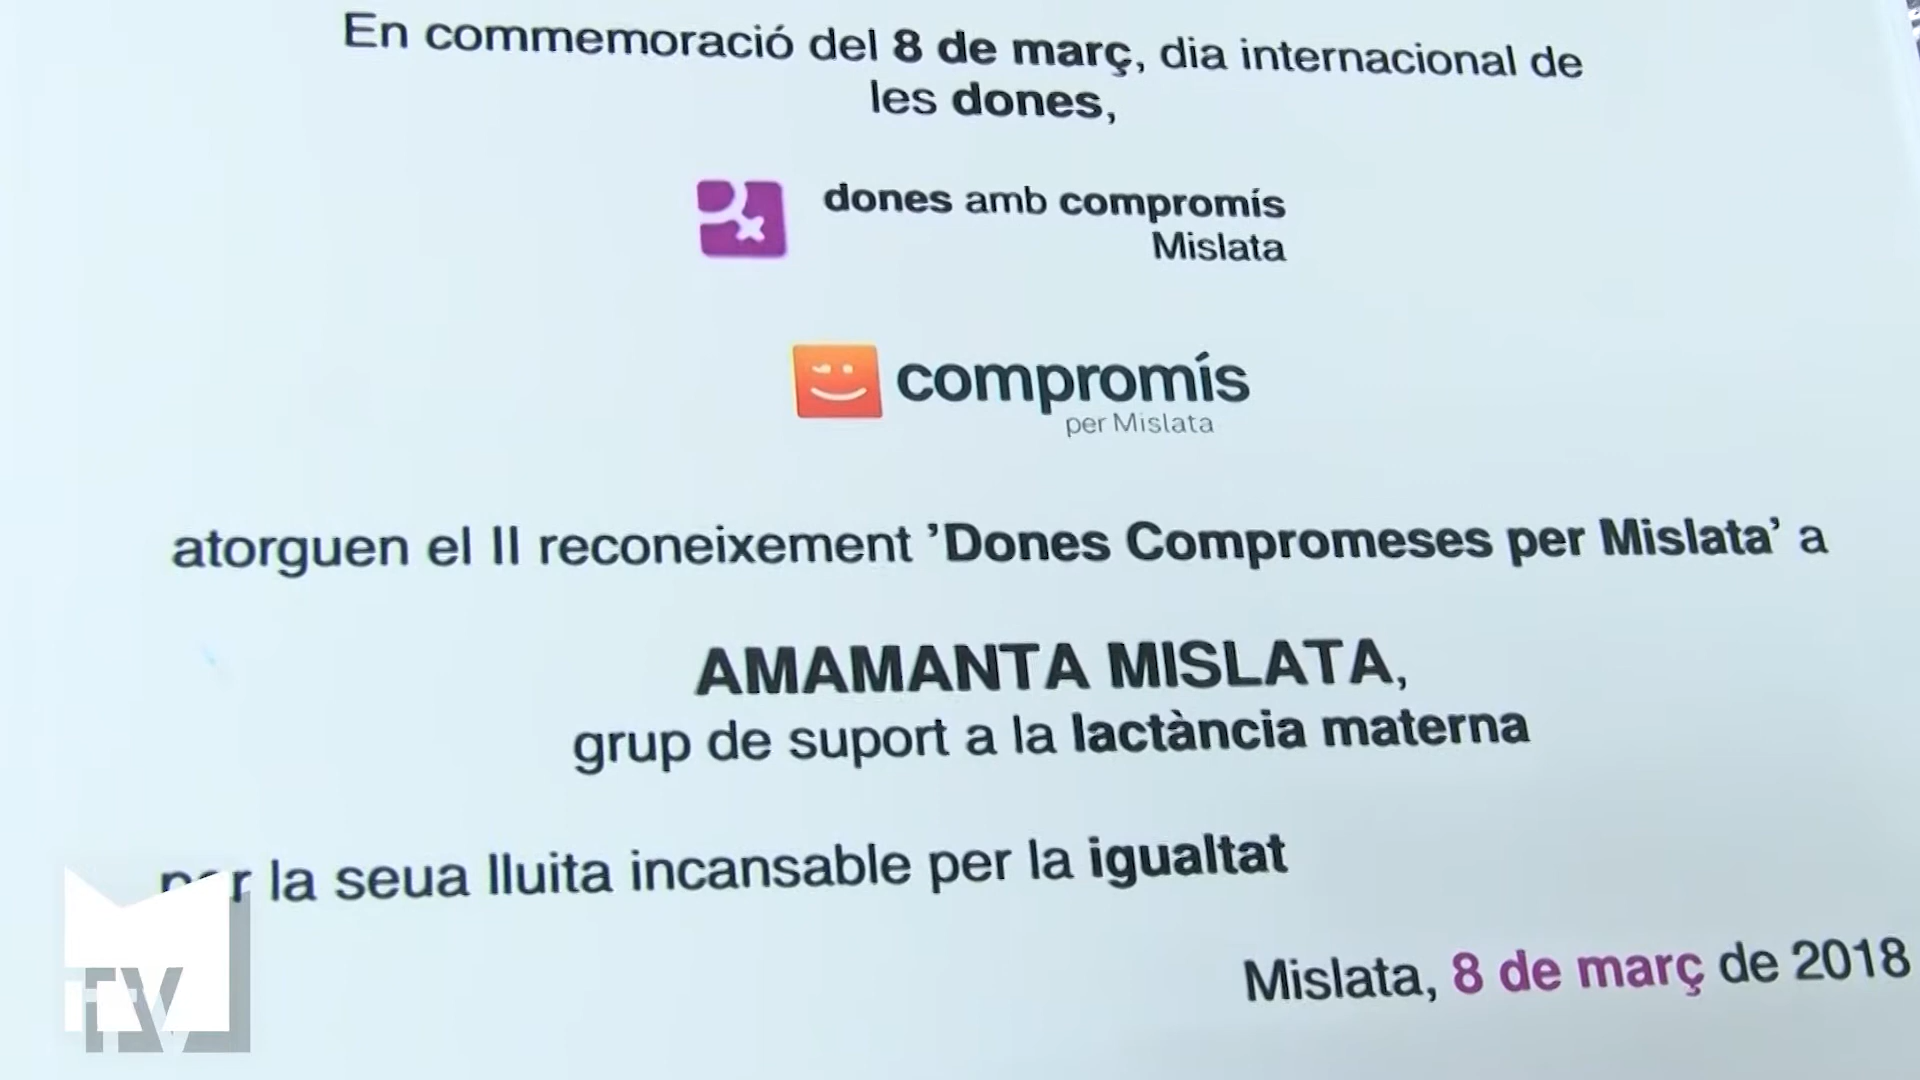 En commemoració del 8 de març, dia internacional de
les dones,
dones amb compromís
Mislata
compromís
per Mislata
atorguen el II reconeixement 'Dones Compromeses per Mislata' a
AMAMANTA MISLATA,
grup de suport a la lactància materna
per la seua lluita incansable per la igualtat
Mislata, 8 de març de 2018
TV